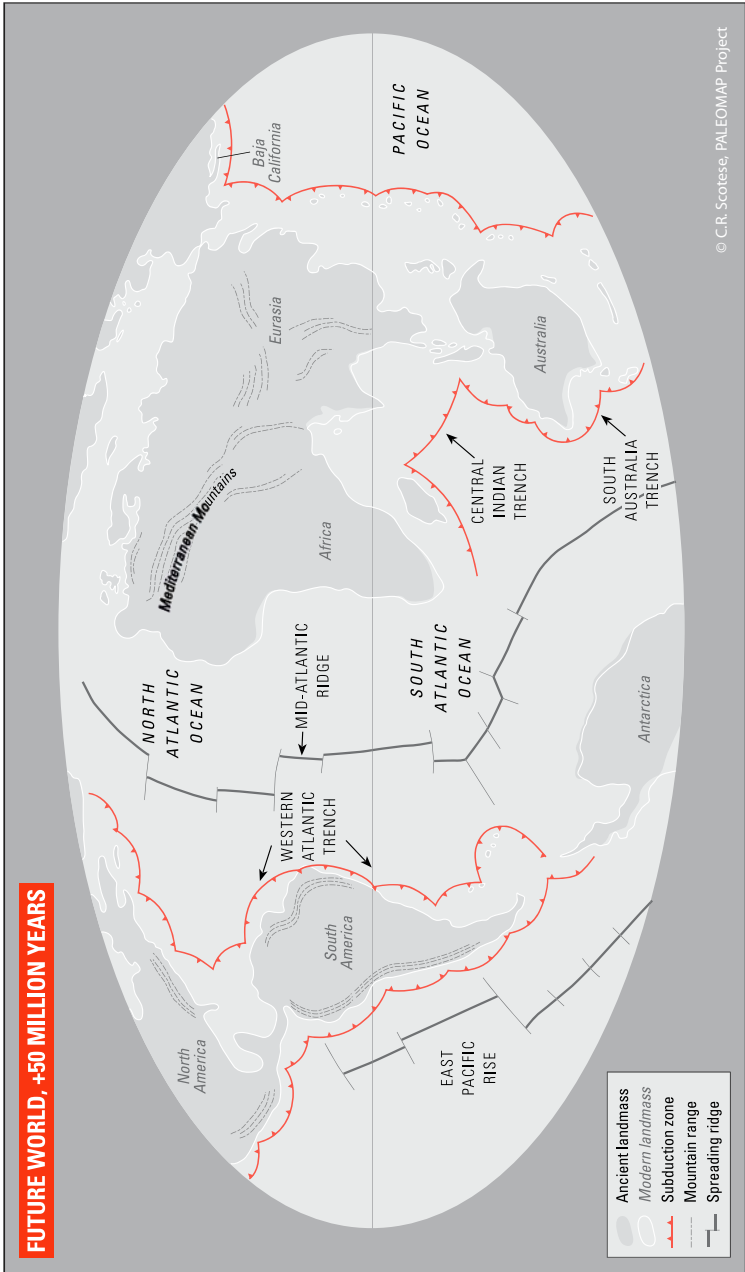 FUTURE WORLD, +50 MILLION YEARS
North
America
South
America
WESTERN
ATLANTIC
TRENCH
EAST
PACIFIC
RISE
NORTH
ATLANTIC
OCEAN
MID-ATLANTIC
RIDGE
SOUTH
ATLANTIC
OCEAN
Mediterranean Mountains
Africa
Eurasia
Antarctica
CENTRAL
INDIAN
TRENCH
SOUTH
AUSTRALIA
TRENCH
Australia
Baja
California
PACIFIC
OCEAN
Ancient landmass
Modern landmass
Subduction zone
Mountain range
Spreading ridge
© C.R. Scotese, PALEOMAP Project